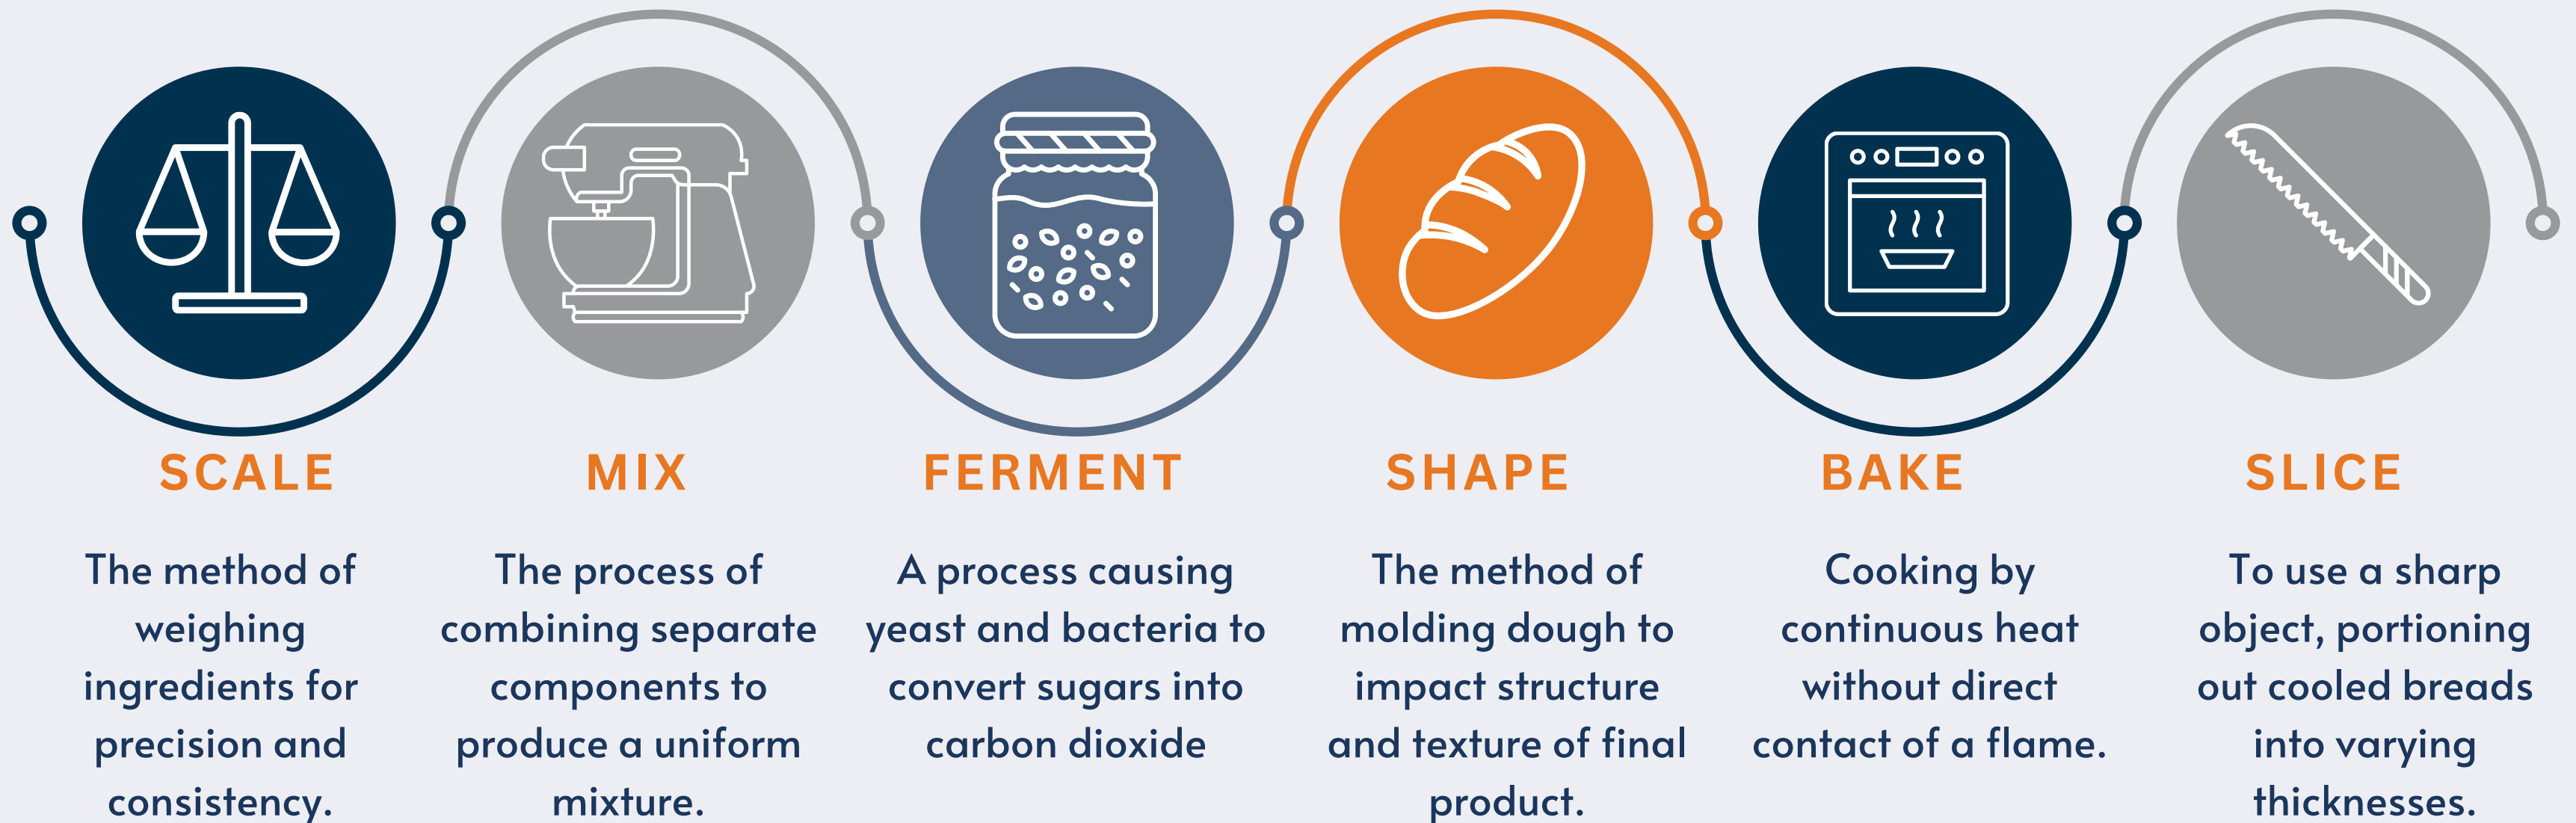 SCALE
The method of
weighing
ingredients for
precision and
consistency.
MIX
The process of
combining separate
components to
produce a uniform
mixture.
FERMENT
A process causing
yeast and bacteria to
convert sugars into
carbon dioxide
SHAPE
The method of
molding dough to
impact structure
and texture of final
product.
BAKE
Cooking by
continuous heat
without direct
contact of a flame.
SLICE
To use a sharp
object, portioning
out cooled breads
into varying
thicknesses.